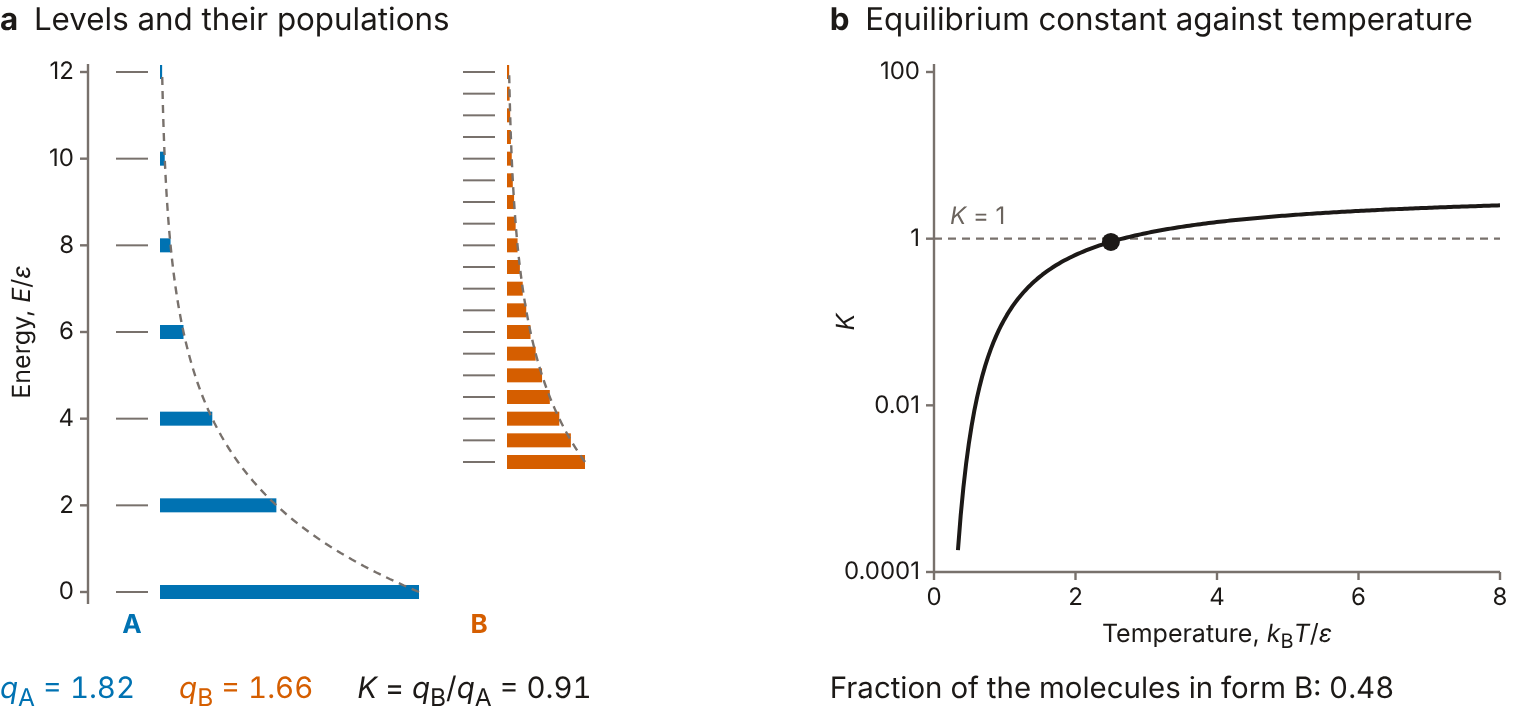 a Levels and their populations
12
10
8
6
4
2
0
Energy, E/ε
A
B
qA = 1.82
qB = 1.66
K = qB/qA = 0.91
b Equilibrium constant against temperature
100
1
0.01
0.0001
K
K = 1
0
2
4
6
8
Temperature, kBT/ε
Fraction of the molecules in form B: 0.48